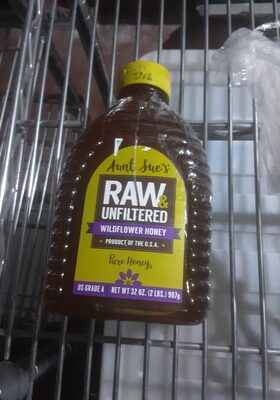 Aunt Sue's
RAW &
UNFILTERED
WILDFLOWER HONEY
PRODUCT OF THE U.S.A.
Pure Honey
US GRADE A NET WT 32 OZ. (2 LBS.) 907g